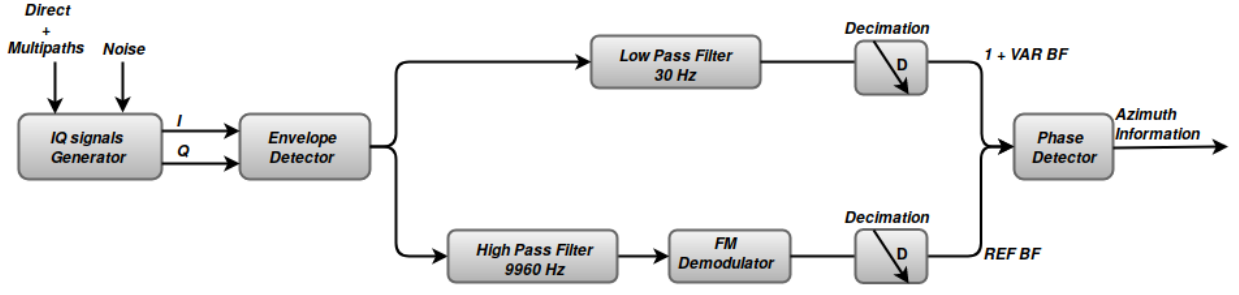 Direct
+
Multipaths
Noise
IQ signals
Generator
I
Q
Envelope
Detector
Low Pass Filter
30 Hz
Decimation
D
1 + VAR BF
High Pass Filter
9960 Hz
FM
Demodulator
Decimation
D
REF BF
Phase
Detector
Azimuth
Information